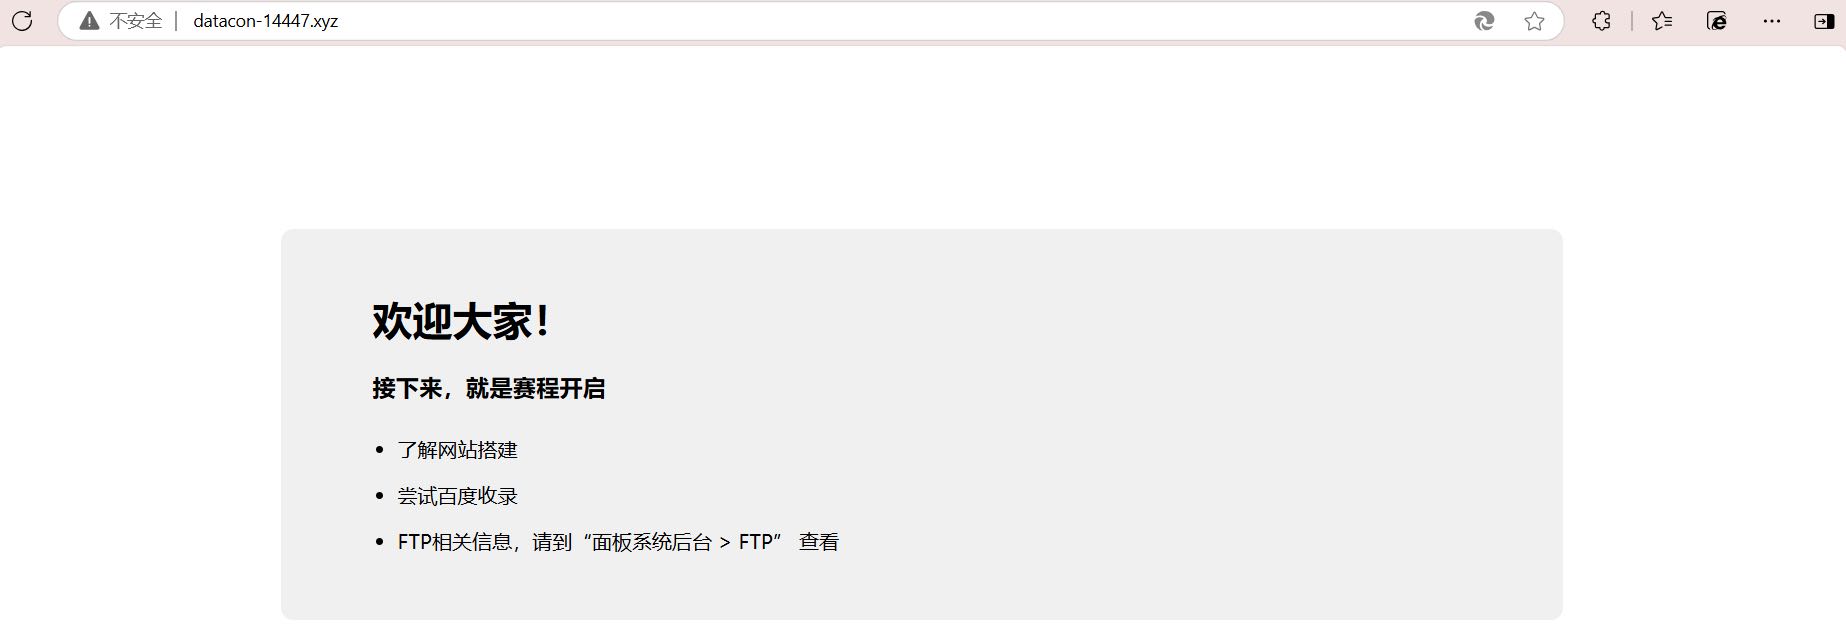 不安全 | datacon-14447.xyz
欢迎大家！
接下来，就是赛程开启
了解网站搭建
尝试百度收录
FTP相关信息，请到“面板系统后台 > FTP” 查看